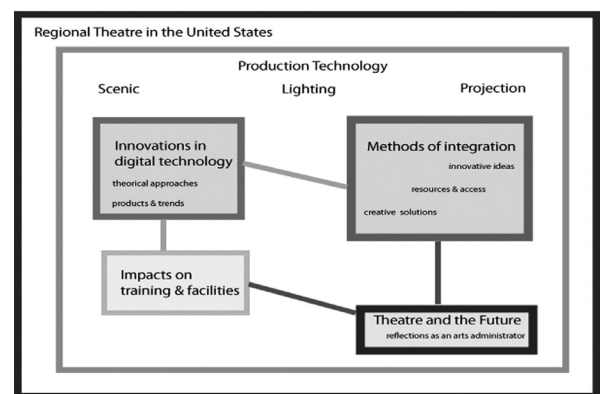 Regional Theatre in the United States
Production Technology
Scenic Lighting Projection
Innovations in
digital technology
theorical approaches
products & trends
Methods of integration
innovative ideas
resources & access
creative solutions
Impacts on
training & facilities
Theatre and the Future
reflections as an arts administrator